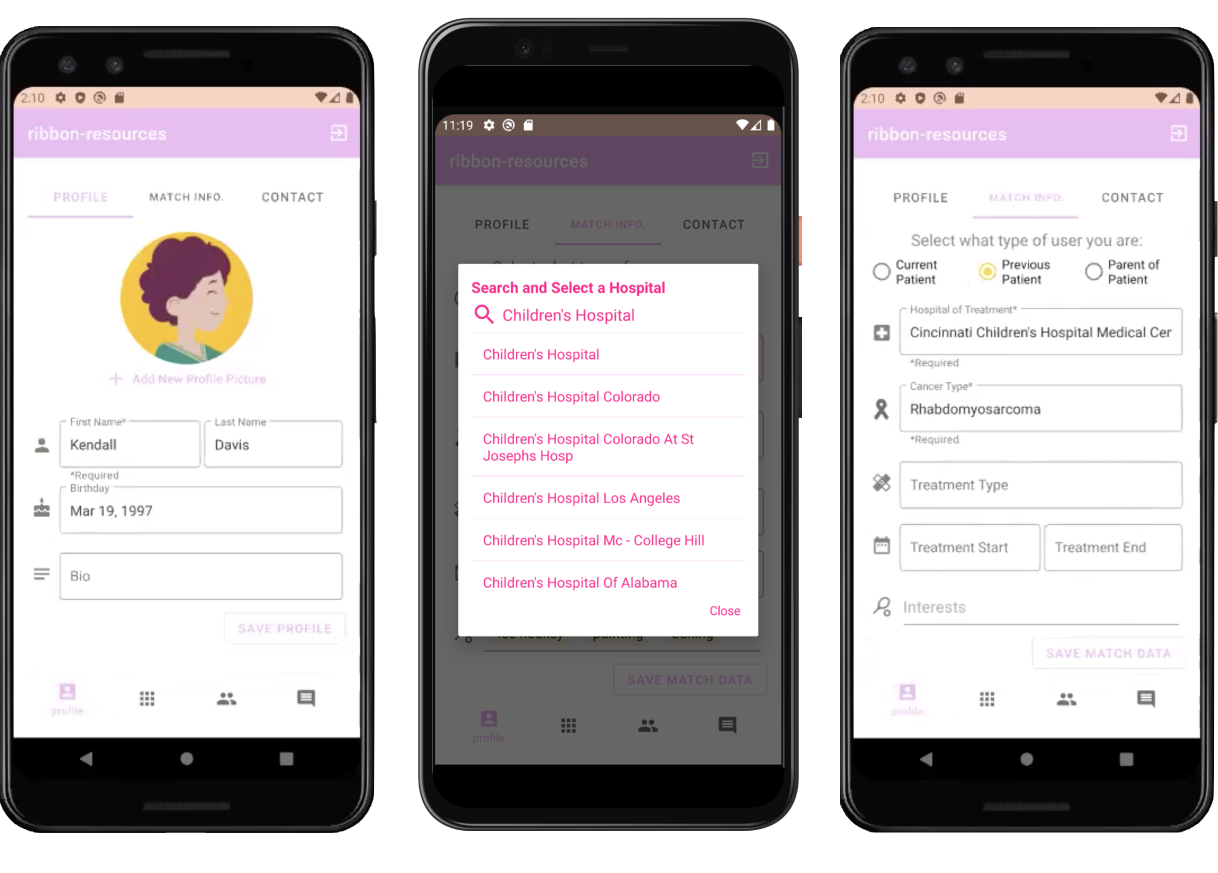 2:10
ribbon-resources
PROFILE
MATCH INFO.
CONTACT
+ Add New Profile Picture
First Name*
Last Name
Kendall
Davis
*Required
Birthday
Mar 19, 1997
Bio
SAVE PROFILE
profile
11:19
ribbon-resources
PROFILE
MATCH INFO.
CONTACT
Search and Select a Hospital
Children's Hospital
Children's Hospital
Children's Hospital Colorado
Children's Hospital Colorado At St
Josephs Hosp
Children's Hospital Los Angeles
Children's Hospital Mc - College Hill
Children's Hospital Of Alabama
Close
SAVE MATCH DATA
profile
2:10
ribbon-resources
PROFILE
MATCH INFO.
CONTACT
Select what type of user you are:
Current
Patient
Previous
Patient
Parent of
Patient
Hospital of Treatment*
Cincinnati Children's Hospital Medical Cer
*Required
Cancer Type*
Rhabdomyosarcoma
*Required
Treatment Type
Treatment Start
Treatment End
Interests
SAVE MATCH DATA
profile